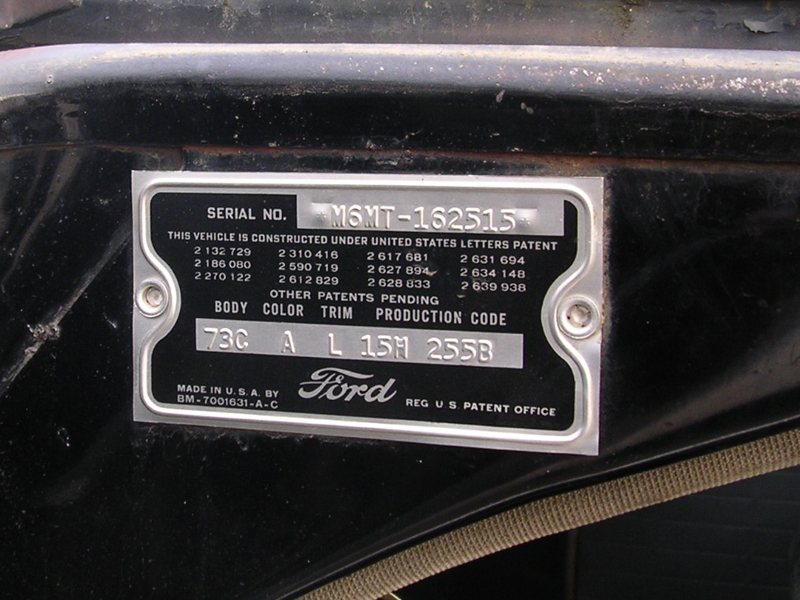 SERIAL NO. *M6MT-162515*
THIS VEHICLE IS CONSTRUCTED UNDER UNITED STATES LETTERS PATENT
2 132 729 2 310 416 2 617 681 2 631 694
2 186 080 2 590 719 2 627 894 2 634 148
2 270 122 2 612 829 2 628 833 2 639 938
OTHER PATENTS PENDING
BODY COLOR TRIM PRODUCTION CODE
73C A L 15H 255B
MADE IN U.S.A. BY
BM-7001631-A-C
Ford
REG U S PATENT OFFICE